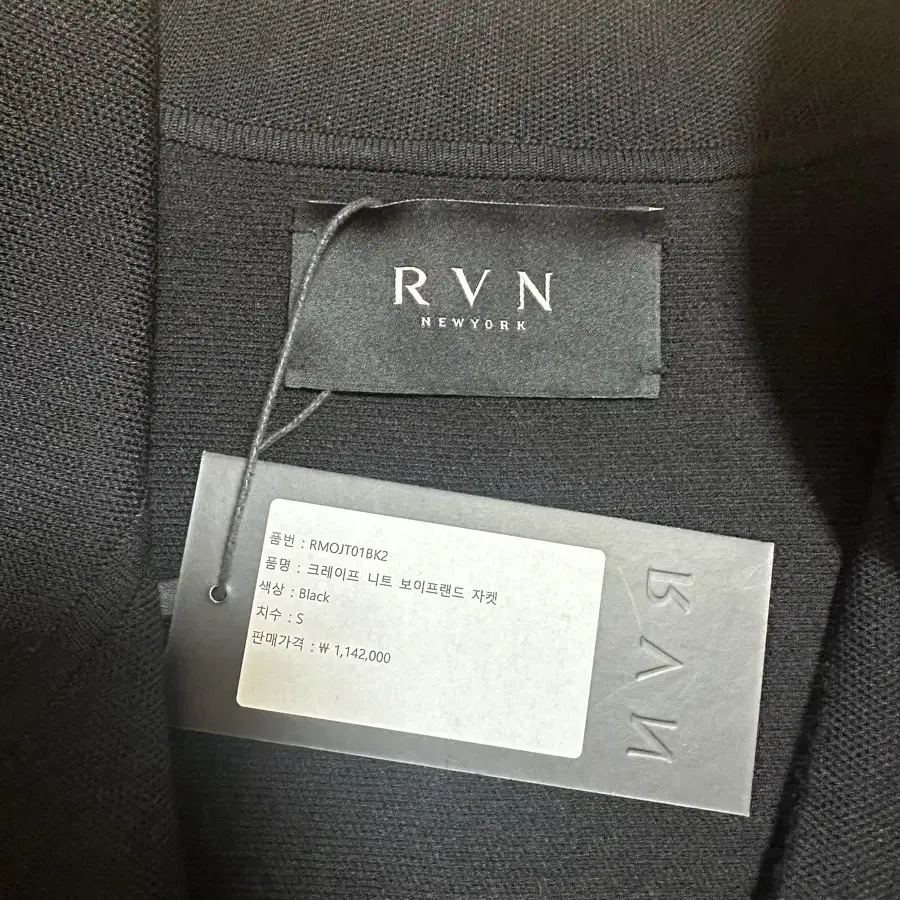 RVN
NEWYORK
품번 : RMOJT01BK2
품명 : 크레이프 니트 보이프랜드 자켓
색상 : Black
치수 : S
판매가격 : ₩ 1,142,000
RVN